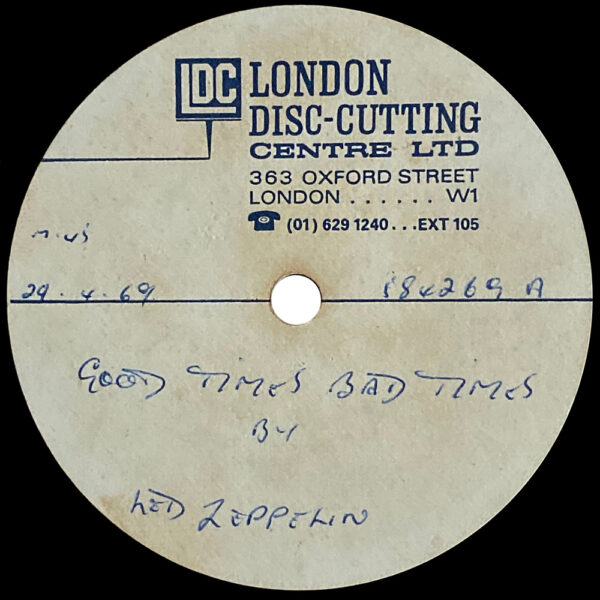 LDC LONDON
DISC-CUTTING
CENTRE LTD
363 OXFORD STREET
LONDON ...... W1
(01) 629 1240...EXT 105
29.4.69 584269 A
GOOD TIMES BAD TIMES
BY
LED ZEPPELIN